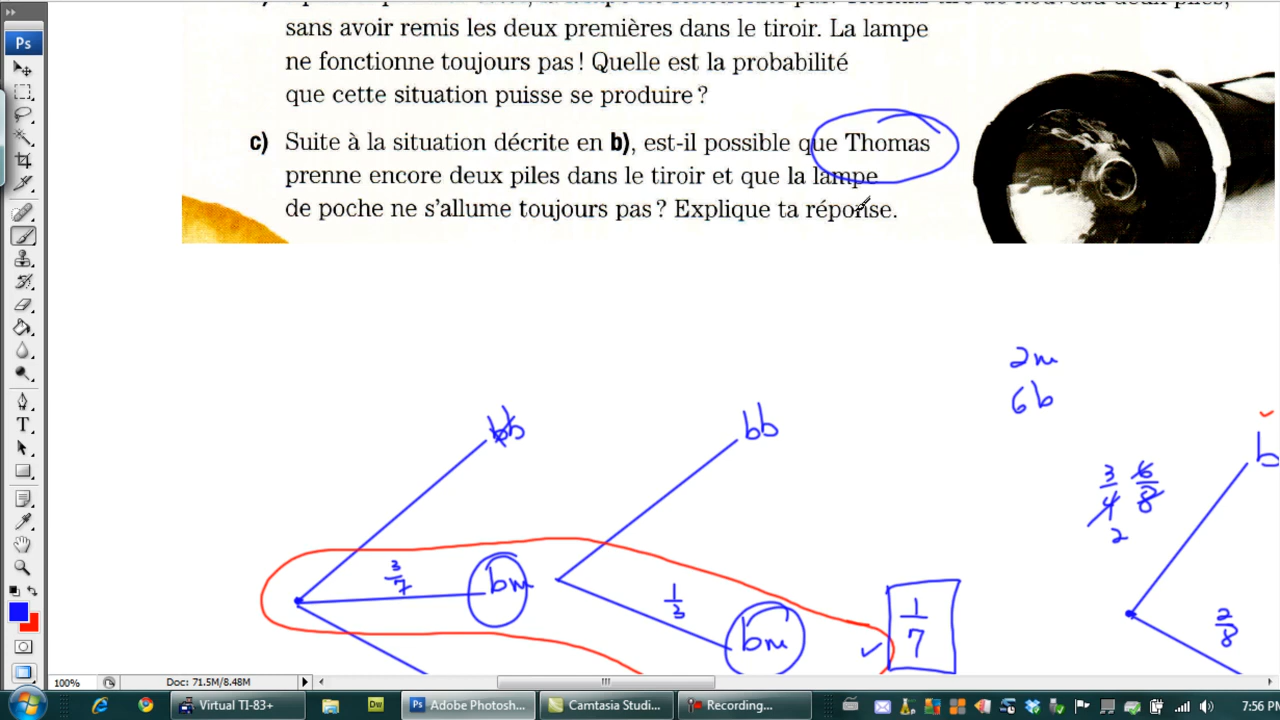 sans avoir remis les deux premières dans le tiroir. La lampe
ne fonctionne toujours pas ! Quelle est la probabilité
que cette situation puisse se produire ?
c) Suite à la situation décrite en b), est-il possible que Thomas
prenne encore deux piles dans le tiroir et que la lampe
de poche ne s'allume toujours pas ? Explique ta réponse.
2m
6b
bb
bb
b
3/4 6/8
2
3/7
bm
1/3
bm
1/7
2/8
Ps
T
100%
Doc: 71.5M/8.48M
Virtual TI-83+
Dw
Ps Adobe Photosh...
Camtasia Studi...
Recording...
7:56 PM